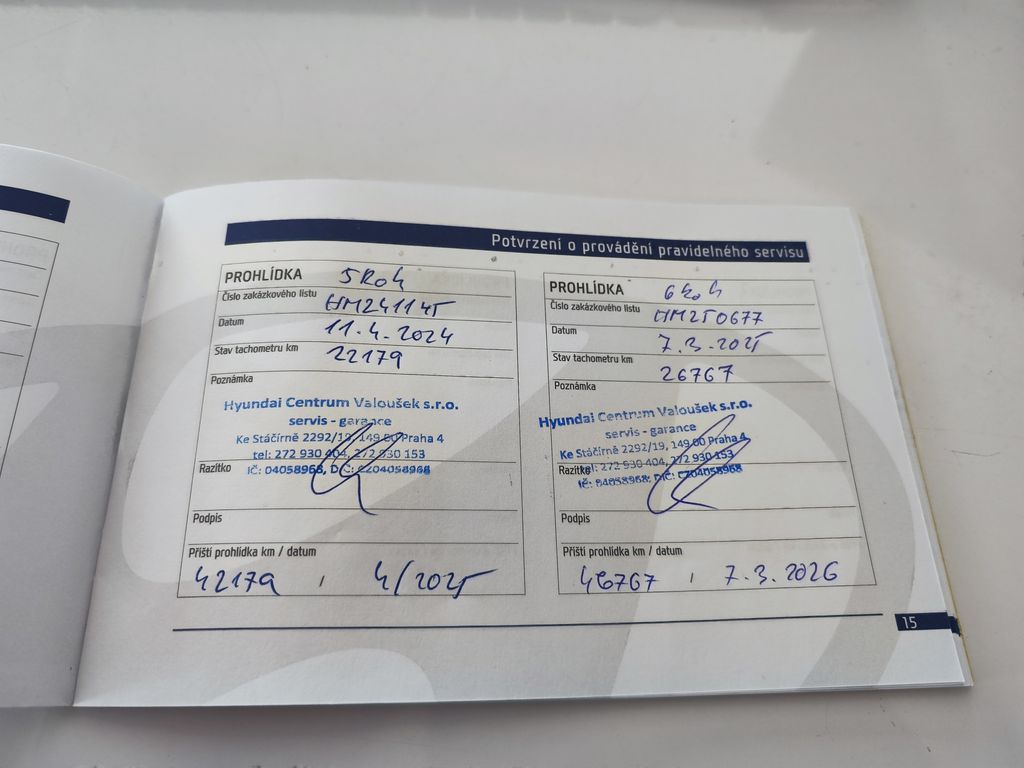 Potvrzení o provádění pravidelného servisu
PROHLÍDKA 5 Rok
Číslo zakázkového listu HM241145
Datum 11.4.2024
Stav tachometru km 22179
Poznámka
Hyundai Centrum Valoušek s.r.o.
servis - garance
Ke Stáčírně 2292/19, 149 00 Praha 4
tel: 272 930 404, 272 930 153
Razítko IČ: 04058968, DIČ: CZ04058968
Podpis
Příští prohlídka km / datum
42179 / 4/2025
PROHLÍDKA 6 Rok
Číslo zakázkového listu HM250677
Datum 7.3.2025
Stav tachometru km 26767
Poznámka
Hyundai Centrum Valoušek s.r.o.
servis - garance
Ke Stáčírně 2292/19, 149 00 Praha 4
Razítko tel: 272 930 404, 272 930 153
IČ: 04058968, DIČ: CZ04058968
Podpis
Příští prohlídka km / datum
46767 / 7.3.2026
15